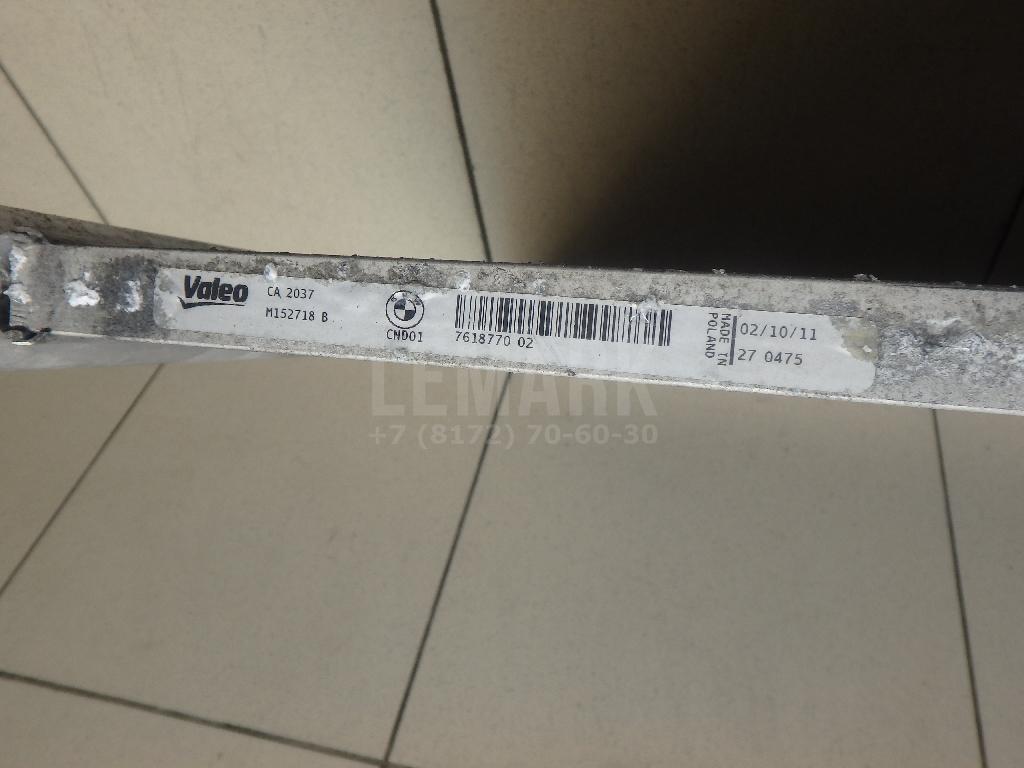 Valeo
CA 2037
M152718 B
CND01
7618770 02
MADE IN
POLAND
02/10/11
27 0475
LEMARK
+7 (8172) 70-60-30